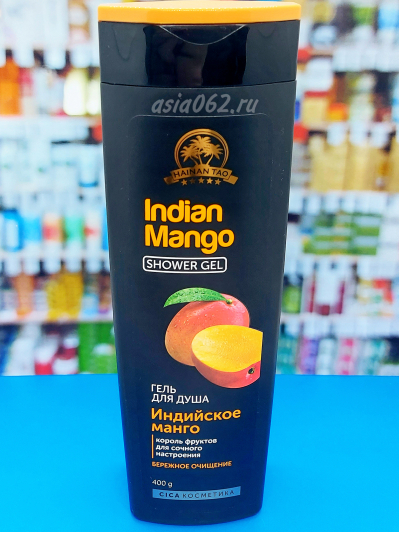 asia062.ru
HAINAN TAO
Indian
Mango
SHOWER GEL
ГЕЛЬ
ДЛЯ ДУША
Индийское
манго
король фруктов
для сочного
настроения
БЕРЕЖНОЕ ОЧИЩЕНИЕ
400 g
CICA КОСМЕТИКА